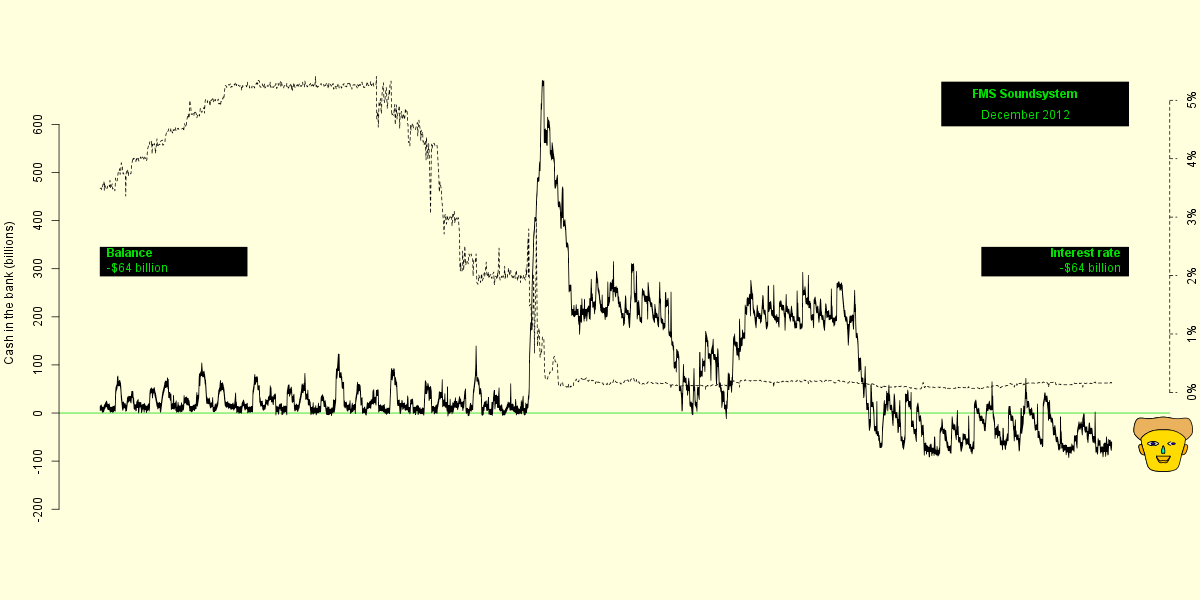 FMS Soundsystem
December 2012
5%
4%
3%
2%
1%
0%
600
500
400
300
200
100
0
-100
-200
Cash in the bank (billions)
Balance
-$64 billion
Interest rate
-$64 billion